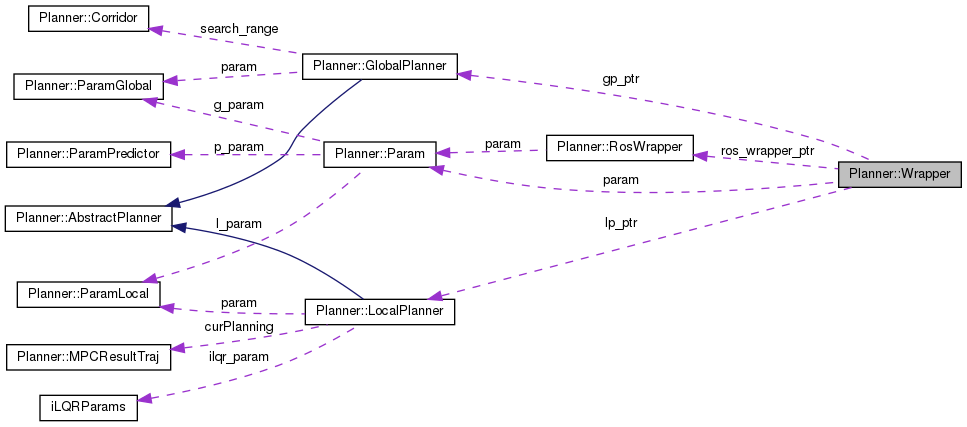 Planner::Corridor
search_range
Planner::GlobalPlanner
param
gp_ptr
Planner::ParamGlobal
g_param
Planner::ParamPredictor
p_param
Planner::Param
param
Planner::RosWrapper
ros_wrapper_ptr
Planner::Wrapper
param
Planner::AbstractPlanner
l_param
lp_ptr
Planner::ParamLocal
param
Planner::LocalPlanner
curPlanning
Planner::MPCResultTraj
ilqr_param
iLQRParams